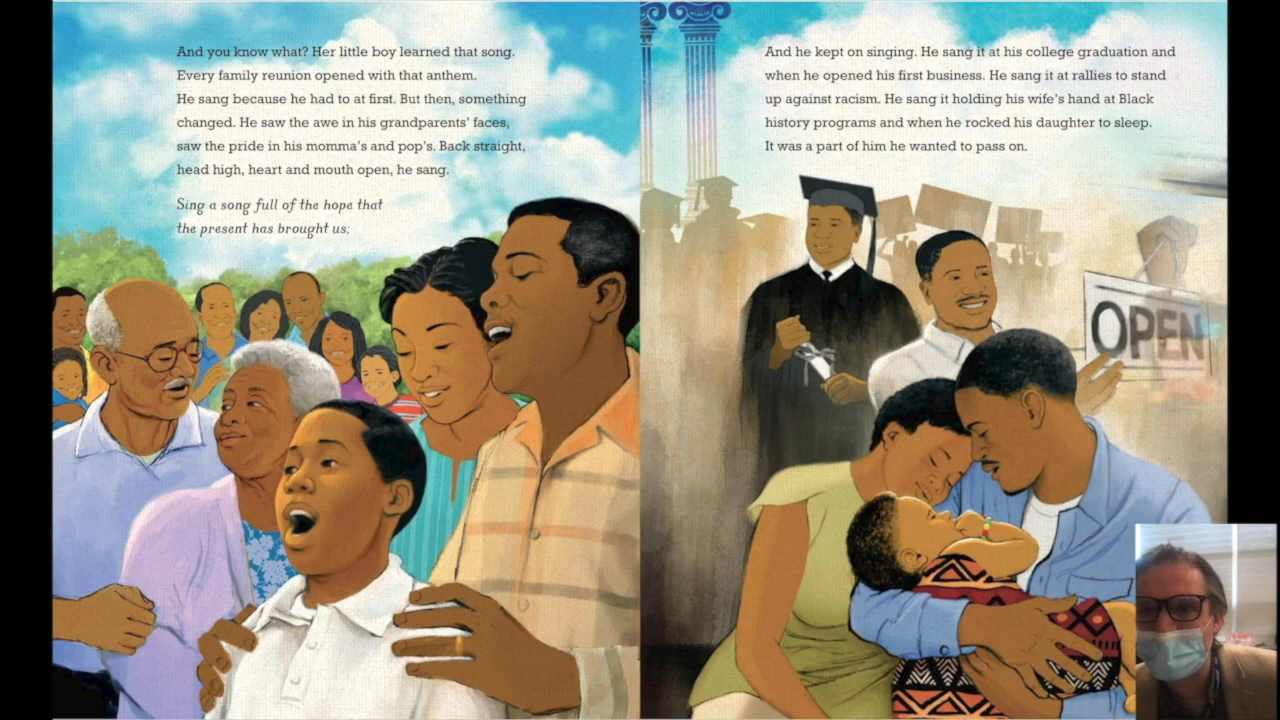 And you know what? Her little boy learned that song.
Every family reunion opened with that anthem.
He sang because he had to at first. But then, something
changed. He saw the awe in his grandparents' faces,
saw the pride in his momma's and pop's. Back straight,
head high, heart and mouth open, he sang.
Sing a song full of the hope that
the present has brought us;
And he kept on singing. He sang it at his college graduation and
when he opened his first business. He sang it at rallies to stand
up against racism. He sang it holding his wife's hand at Black
history programs and when he rocked his daughter to sleep.
It was a part of him he wanted to pass on.
OPEN